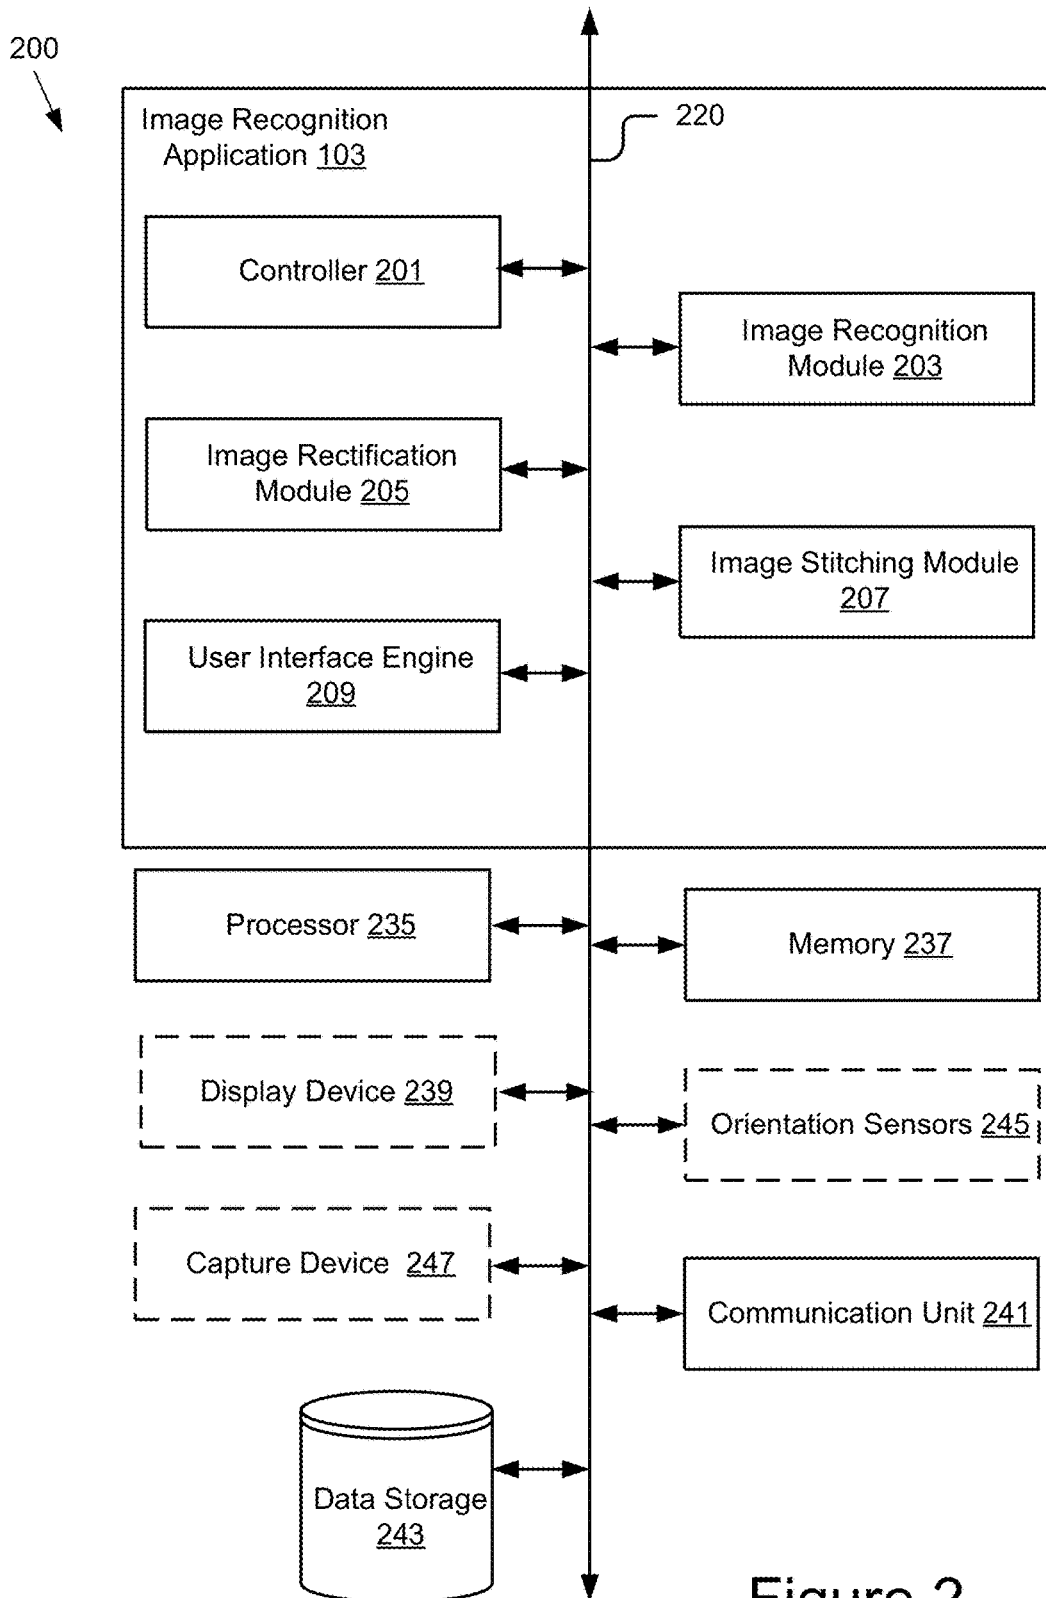 200
220
Image Recognition
Application 103
Controller 201
Image Recognition
Module 203
Image Rectification
Module 205
Image Stitching Module
207
User Interface Engine
209
Processor 235
Memory 237
Display Device 239
Orientation Sensors 245
Capture Device 247
Communication Unit 241
Data Storage
243
Figure 2